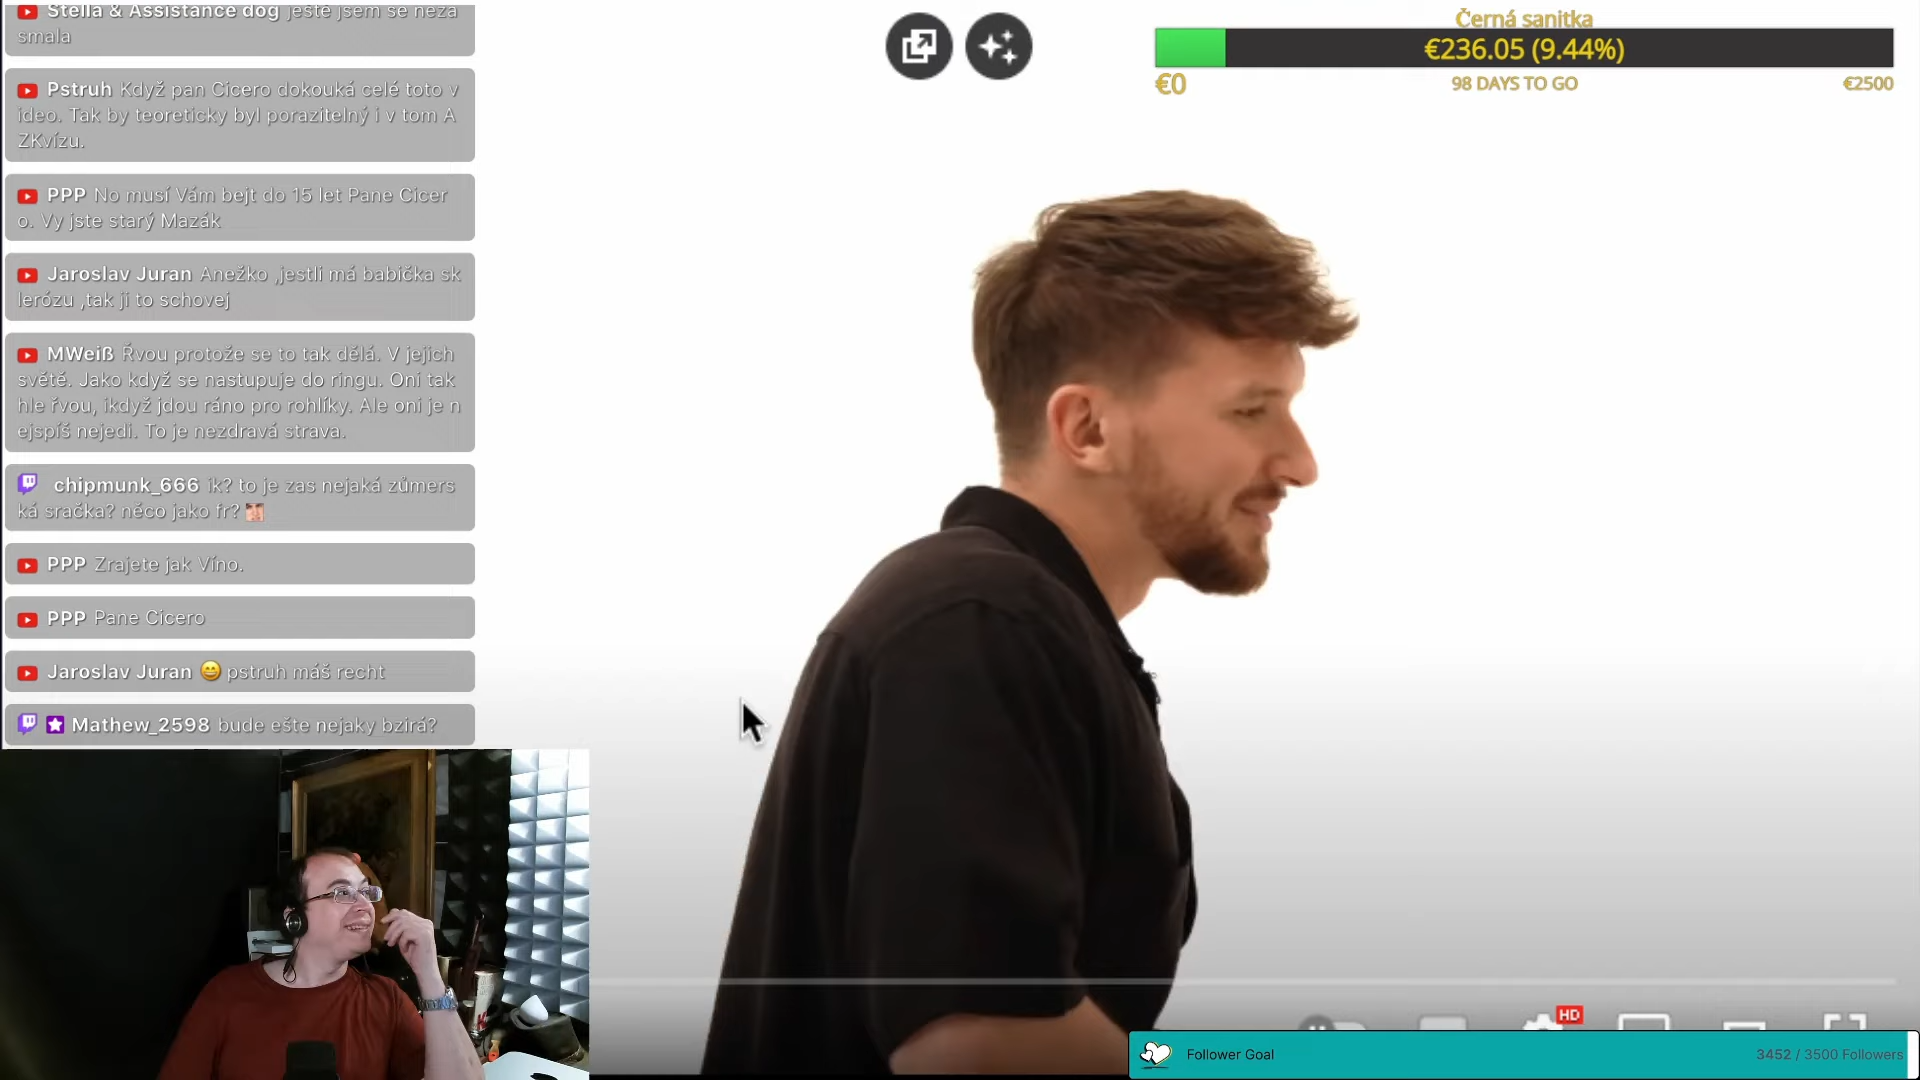 Stella & Assistance dog ještě jsem se neza
smala
Pstruh Když pan Cicero dokouká celé toto v
ideo. Tak by teoreticky byl porazitelný i v tom A
ZKvízu.
PPP No musí Vám bejt do 15 let Pane Cicer
o. Vy jste starý Mazák
Jaroslav Juran Anežko ,jestli má babička sk
lerózu ,tak ji to schovej
MWeiß Řvou protože se to tak dělá. V jejich
světě. Jako když se nastupuje do ringu. Oni tak
hle řvou, ikdyž jdou ráno pro rohlíky. Ale oni je n
ejspíš nejedi. To je nezdravá strava.
chipmunk_666 ik? to je zas nejaká zůmers
ká sračka? něco jako fr?
PPP Zrajete jak Víno.
PPP Pane Cicero
Jaroslav Juran 😄 pstruh máš recht
Mathew_2598 bude ešte nejaky bzirá?
Černá sanitka
€236.05 (9.44%)
€0 98 DAYS TO GO €2500
HD
Follower Goal 3452 / 3500 Followers